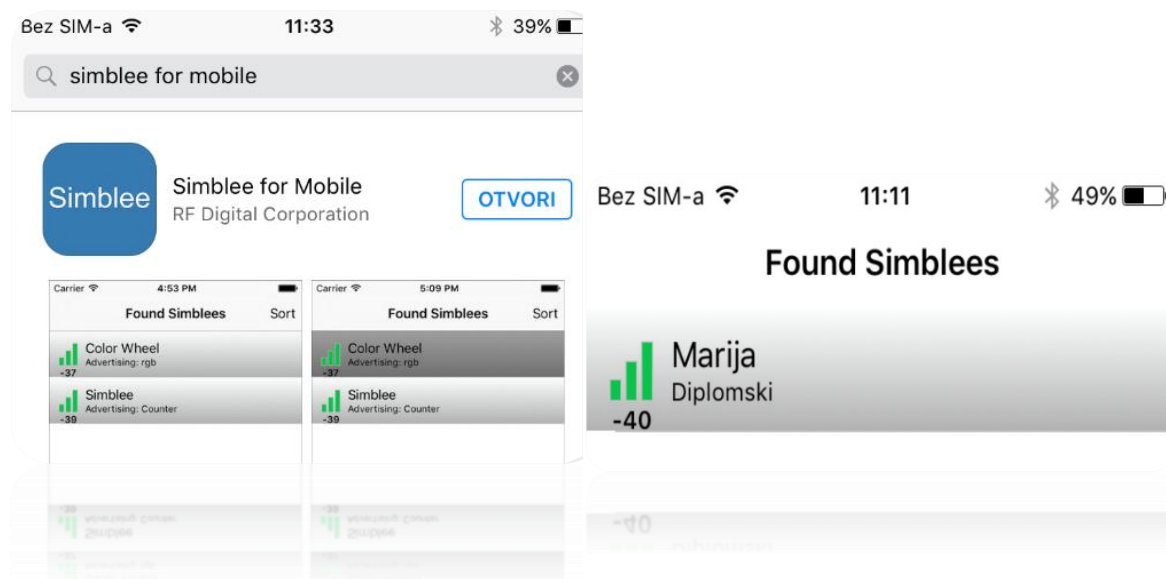 Bez SIM-a 11:33 39%
simblee for mobile
Simblee
Simblee for Mobile
RF Digital Corporation
OTVORI
Carrier 4:53 PM
Found Simblees Sort
Color Wheel
Advertising: rgb
-37
Simblee
Advertising: Counter
-39
Carrier 5:09 PM
Found Simblees Sort
Color Wheel
Advertising: rgb
-37
Simblee
Advertising: Counter
-39
Bez SIM-a 11:11 49%
Found Simblees
Marija
Diplomski
-40